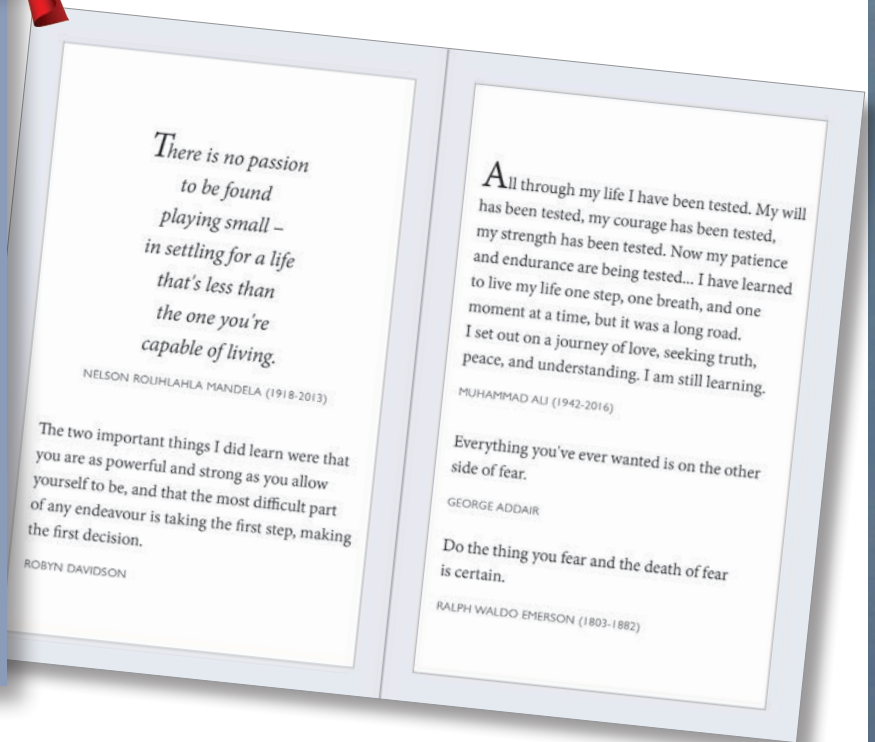 There is no passion
to be found
playing small –
in settling for a life
that's less than
the one you're
capable of living.
NELSON ROLIHLAHLA MANDELA (1918-2013)
The two important things I did learn were that
you are as powerful and strong as you allow
yourself to be, and that the most difficult part
of any endeavour is taking the first step, making
the first decision.
ROBYN DAVIDSON
All through my life I have been tested. My will
has been tested, my courage has been tested,
my strength has been tested. Now my patience
and endurance are being tested... I have learned
to live my life one step, one breath, and one
moment at a time, but it was a long road.
I set out on a journey of love, seeking truth,
peace, and understanding. I am still learning.
MUHAMMAD ALI (1942-2016)
Everything you've ever wanted is on the other
side of fear.
GEORGE ADDAIR
Do the thing you fear and the death of fear
is certain.
RALPH WALDO EMERSON (1803-1882)